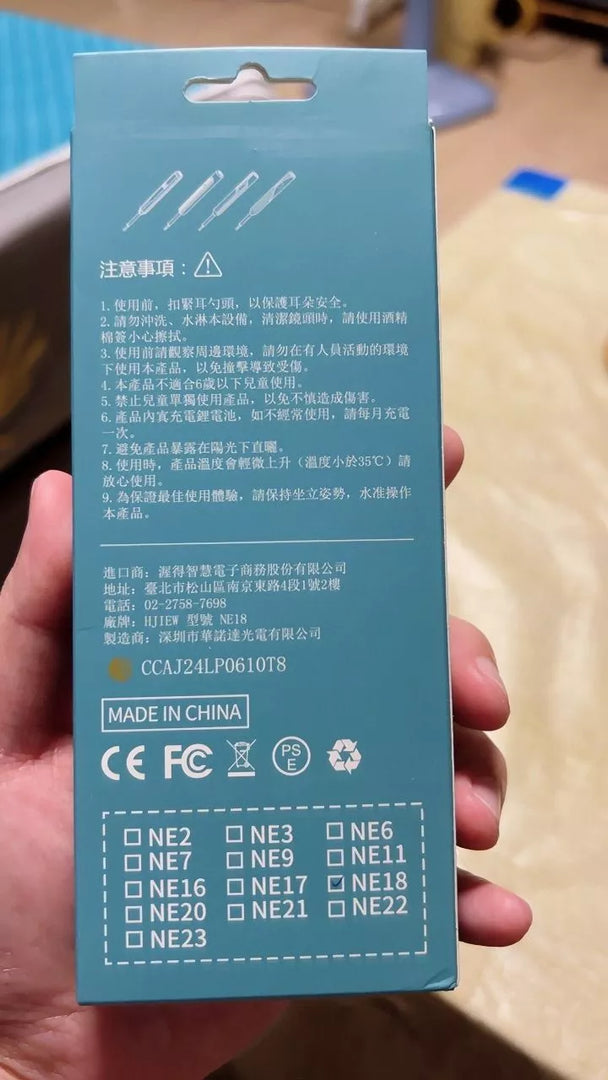 注意事項：
1.使用前，扣緊耳勺頭，以保護耳朵安全。
2.請勿沖洗、水淋本設備，清潔鏡頭時，請使用酒精
棉簽小心擦拭。
3.使用前請觀察周邊環境，請勿在有人員活動的環境
下使用本產品，以免撞擊導致受傷。
4.本產品不適合6歲以下兒童使用。
5.禁止兒童單獨使用產品，以免不慎造成傷害。
6.產品內寘充電鋰電池，如不經常使用，請每月充電
一次。
7.避免產品暴露在陽光下直曬。
8.使用時，產品溫度會輕微上升（溫度小於35℃）請
放心使用。
9.為保證最佳使用體驗，請保持坐立姿勢，水准操作
本產品。
進口商：渥得智慧電子商務股份有限公司
地址：臺北市松山區南京東路4段1號2樓
電話：02-2758-7698
廠牌：HJIEW 型號 NE18
製造商：深圳市華諾達光電有限公司
CCAJ24LP0610T8
MADE IN CHINA
CE FC PS
E
□ NE2 □ NE3 □ NE6
□ NE7 □ NE9 □ NE11
□ NE16 □ NE17 ☑ NE18
□ NE20 □ NE21 □ NE22
□ NE23